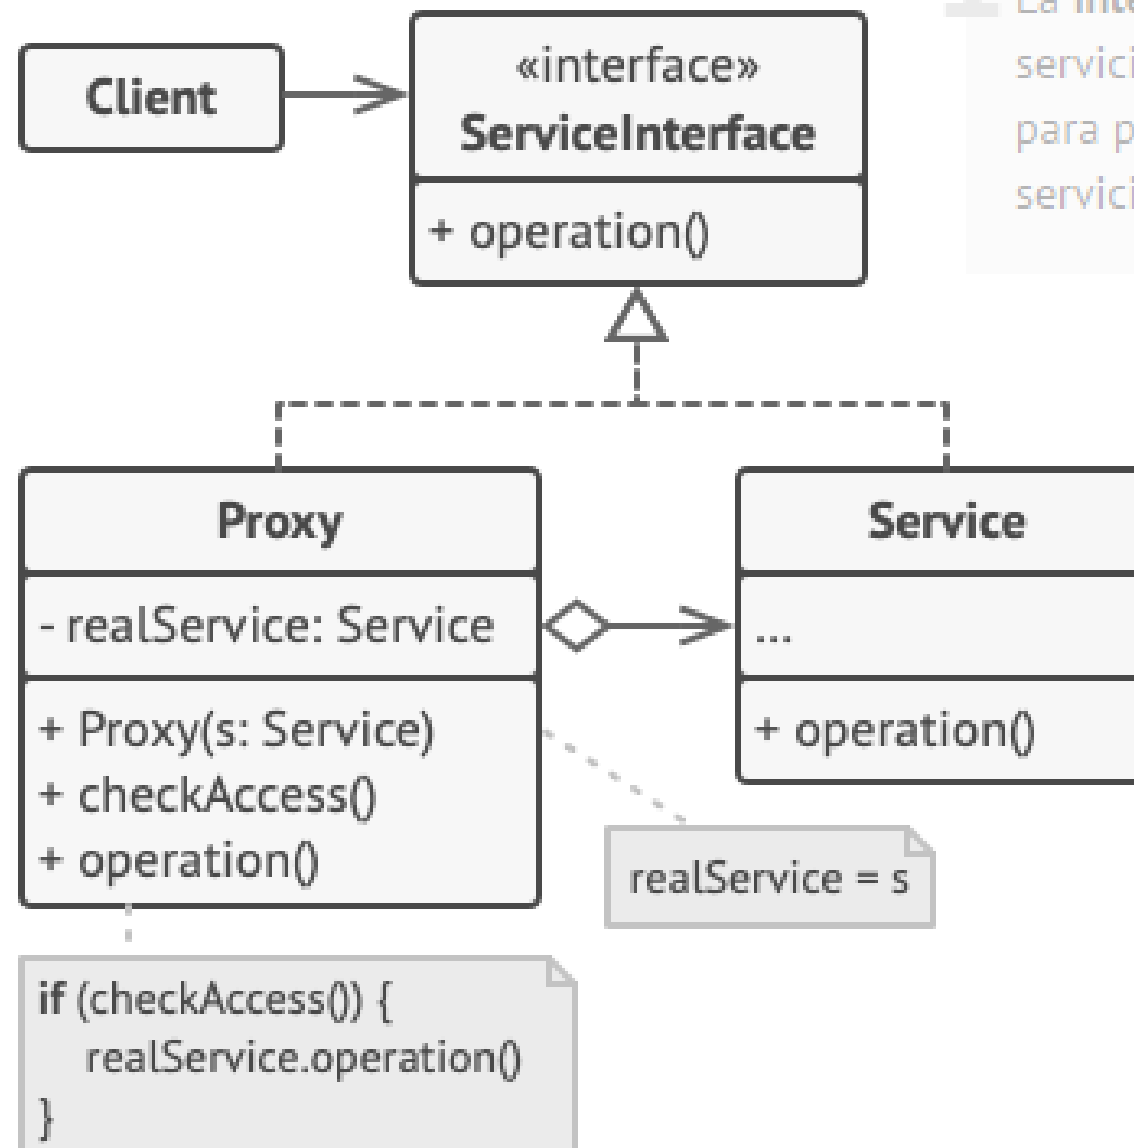 Client
«interface»
ServiceInterface
+ operation()
servici
para p
servici
Proxy
- realService: Service
+ Proxy(s: Service)
+ checkAccess()
+ operation()
Service
...
+ operation()
realService = s
if (checkAccess()) {
realService.operation()
}